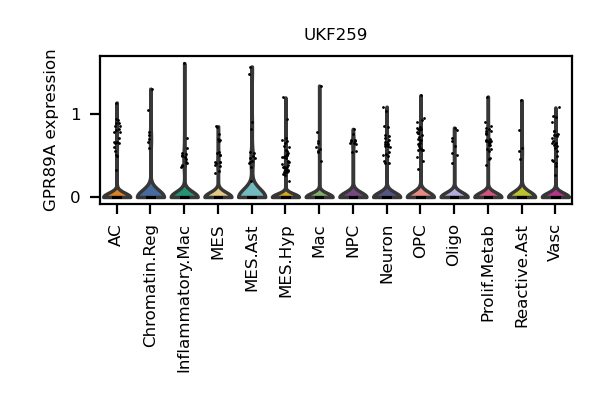 UKF259
GPR89A expression
1
0
AC
Chromatin.Reg
Inflammatory.Mac
MES
MES.Ast
MES.Hyp
Mac
NPC
Neuron
OPC
Oligo
Prolif.Metab
Reactive.Ast
Vasc